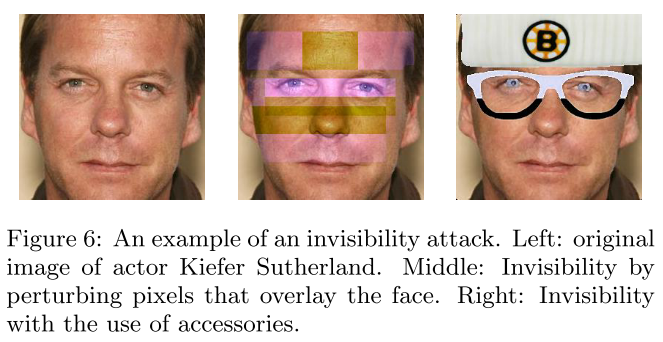 B
Figure 6: An example of an invisibility attack. Left: original
image of actor Kiefer Sutherland. Middle: Invisibility by
perturbing pixels that overlay the face. Right: Invisibility
with the use of accessories.